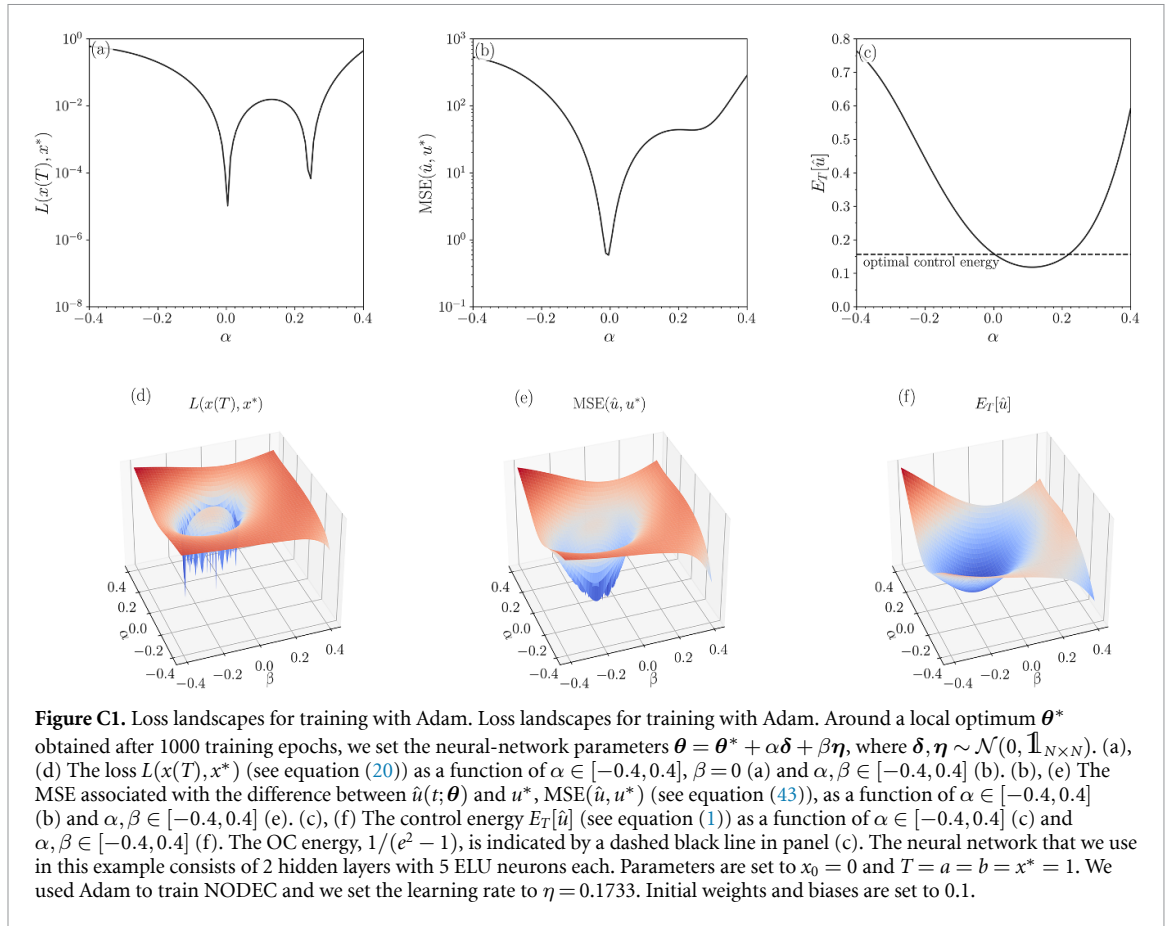 (a)
10^0
10^−2
10^−4
10^−6
10^−8
−0.4 −0.2 0.0 0.2 0.4
α
L(x(T), x*)
(b)
10^3
10^2
10^1
10^0
10^−1
−0.4 −0.2 0.0 0.2 0.4
α
MSE(û, u*)
(c)
0.8
0.7
0.6
0.5
0.4
0.3
0.2
0.1
0.0
optimal control energy
−0.4 −0.2 0.0 0.2 0.4
α
E_T[û]
(d)
L(x(T), x*)
0.4
0.2
0.0
−0.2
−0.4
α
−0.4 −0.2 0.0 0.2 0.4
β
(e)
MSE(û, u*)
0.4
0.2
0.0
−0.2
−0.4
α
−0.4 −0.2 0.0 0.2 0.4
β
(f)
E_T[û]
0.4
0.2
0.0
−0.2
−0.4
α
−0.4 −0.2 0.0 0.2 0.4
β
Figure C1. Loss landscapes for training with Adam. Loss landscapes for training with Adam. Around a local optimum θ*
obtained after 1000 training epochs, we set the neural-network parameters θ = θ* + αδ + βη, where δ, η ∼ 𝒩(0, 𝟙_{N×N}). (a),
(d) The loss L(x(T), x*) (see equation (20)) as a function of α ∈ [−0.4, 0.4], β = 0 (a) and α, β ∈ [−0.4, 0.4] (b). (b), (e) The
MSE associated with the difference between û(t; θ) and u*, MSE(û, u*) (see equation (43)), as a function of α ∈ [−0.4, 0.4]
(b) and α, β ∈ [−0.4, 0.4] (e). (c), (f) The control energy E_T[û] (see equation (1)) as a function of α ∈ [−0.4, 0.4] (c) and
α, β ∈ [−0.4, 0.4] (f). The OC energy, 1/(e² − 1), is indicated by a dashed black line in panel (c). The neural network that we use
in this example consists of 2 hidden layers with 5 ELU neurons each. Parameters are set to x₀ = 0 and T = a = b = x* = 1. We
used Adam to train NODEC and we set the learning rate to η = 0.1733. Initial weights and biases are set to 0.1.